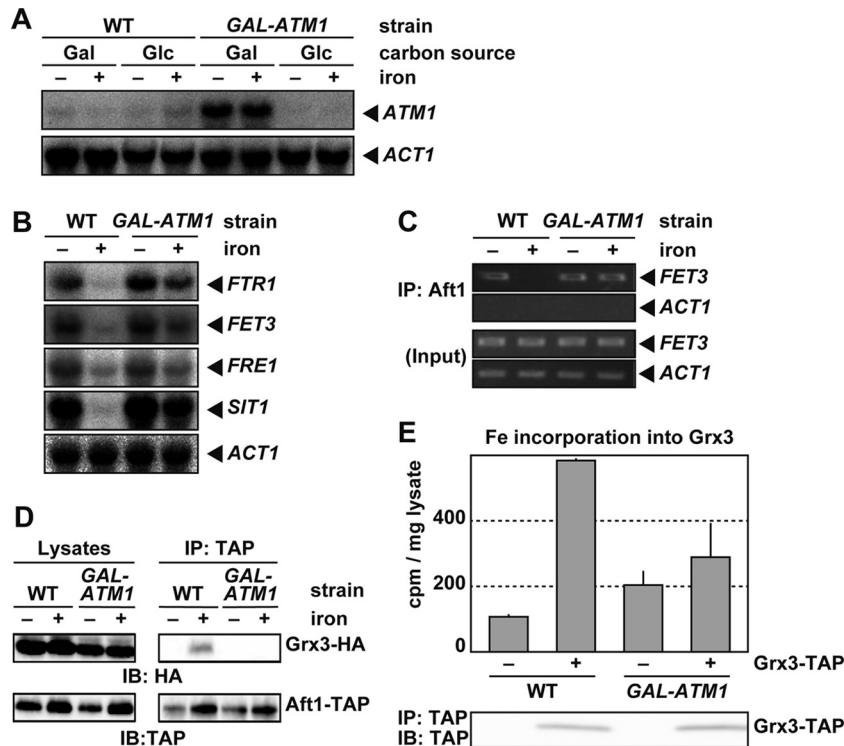 A
WT GAL-ATM1 strain
Gal Glc Gal Glc carbon source
– + – + – + – + iron
ATM1
ACT1
B
WT GAL-ATM1 strain
– + – + iron
FTR1
FET3
FRE1
SIT1
ACT1
C
WT GAL-ATM1 strain
– + – + iron
IP: Aft1
FET3
ACT1
(Input)
FET3
ACT1
D
Lysates IP: TAP
WT GAL-ATM1 WT GAL-ATM1 strain
– + – + – + – + iron
Grx3-HA
IB: HA
Aft1-TAP
IB:TAP
E
Fe incorporation into Grx3
cpm / mg lysate
400
200
0
– + – + Grx3-TAP
WT GAL-ATM1
IP: TAP
IB: TAP
Grx3-TAP